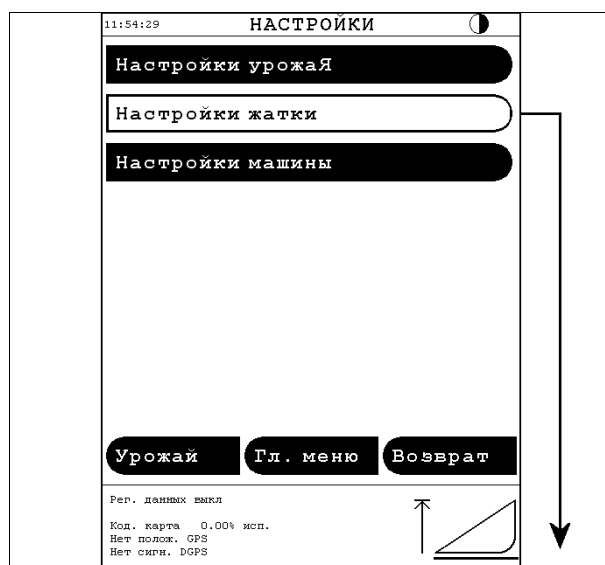 11:54:29 НАСТРОЙКИ
Настройки урожаЯ
Настройки жатки
Настройки машины
Урожай Гл. меню Возврат
Рег. данных выкл
Код. карта 0.00% исп.
Нет полож. GPS
Нет сигн. DGPS